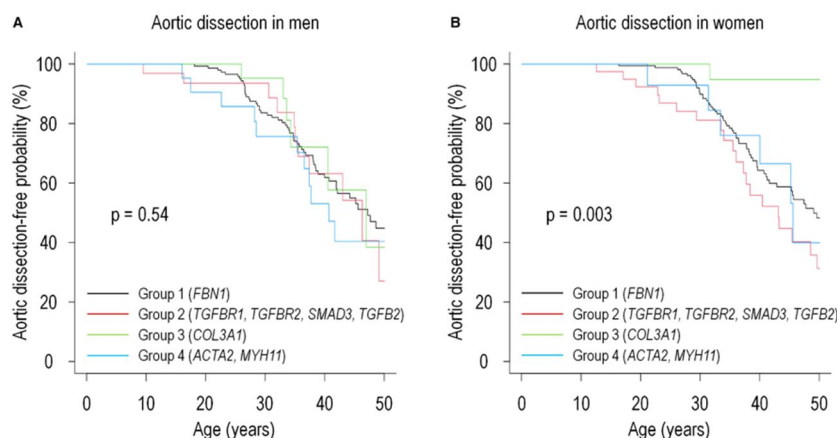 A
Aortic dissection in men
Aortic dissection-free probability (%)
100
80
60
40
20
0
p = 0.54
Group 1 (FBN1)
Group 2 (TGFBR1, TGFBR2, SMAD3, TGFB2)
Group 3 (COL3A1)
Group 4 (ACTA2, MYH11)
0 10 20 30 40 50
Age (years)
B
Aortic dissection in women
Aortic dissection-free probability (%)
100
80
60
40
20
0
p = 0.003
Group 1 (FBN1)
Group 2 (TGFBR1, TGFBR2, SMAD3, TGFB2)
Group 3 (COL3A1)
Group 4 (ACTA2, MYH11)
0 10 20 30 40 50
Age (years)